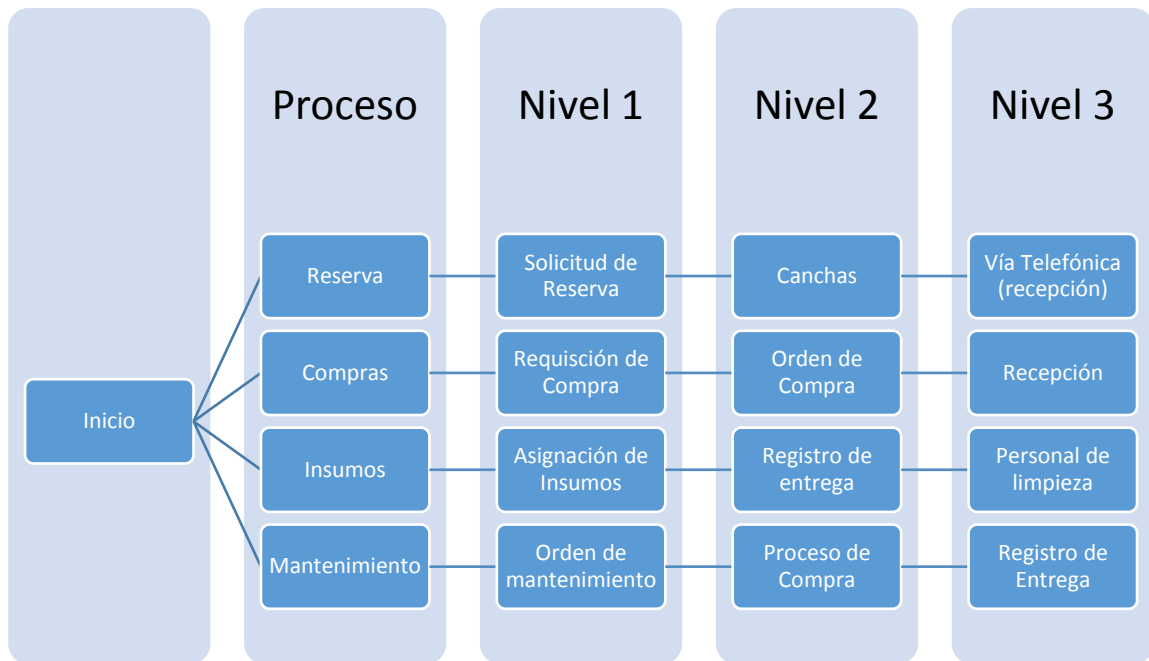 Proceso
Nivel 1
Nivel 2
Nivel 3
Inicio
Reserva
Solicitud de
Reserva
Canchas
Vía Telefónica
(recepción)
Compras
Requisción de
Compra
Orden de
Compra
Recepción
Insumos
Asignación de
Insumos
Registro de
entrega
Personal de
limpieza
Mantenimiento
Orden de
mantenimiento
Proceso de
Compra
Registro de
Entrega